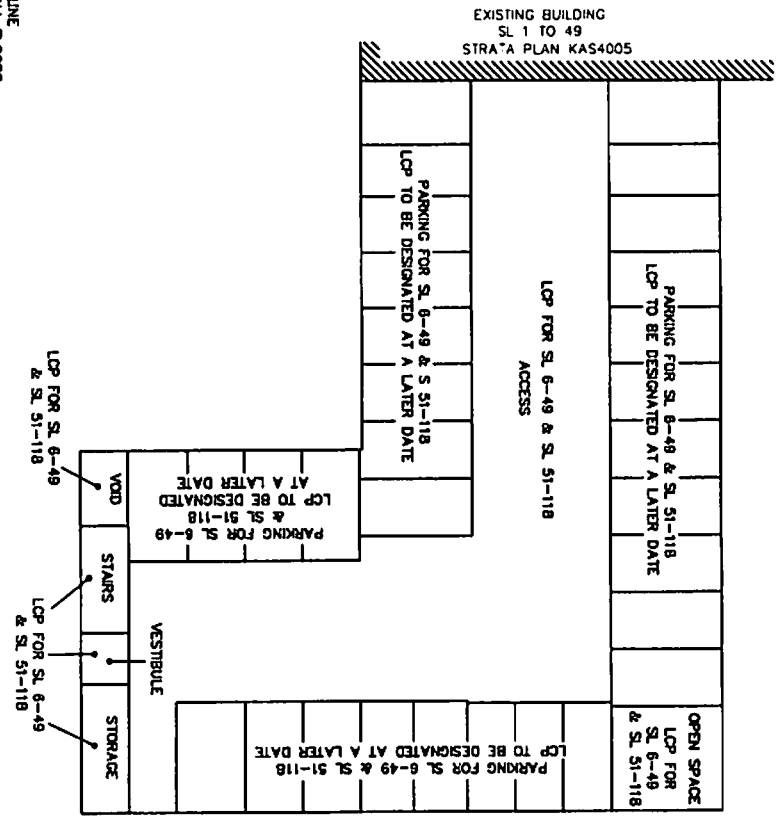 EXISTING BUILDING
SL 1 TO 49
STRATA PLAN KAS4005
LINE
PARKING FOR SL 6-49 & S 51-118
LCP TO BE DESIGNATED AT A LATER DATE
LCP FOR SL 6-49 & SL 51-118
ACCESS
PARKING FOR SL 6-49 & SL 51-118
LCP TO BE DESIGNATED AT A LATER DATE
PARKING FOR SL 6-49
& SL 51-118
LCP TO BE DESIGNATED
AT A LATER DATE
LCP FOR SL 6-49
& SL 51-118
VOID
STAIRS
VESTIBULE
STORAGE
LCP FOR SL 6-49
& SL 51-118
PARKING FOR SL 6-49 & SL 51-118
LCP TO BE DESIGNATED AT A LATER DATE
OPEN SPACE
LCP FOR
SL 6-49
& SL 51-118